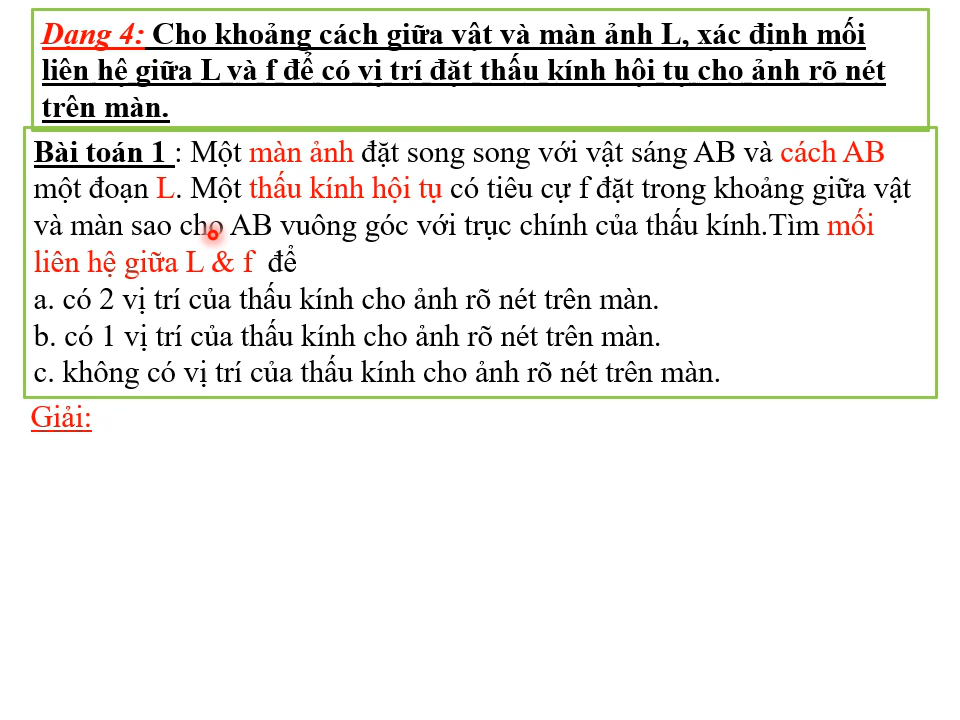 Dạng 4: Cho khoảng cách giữa vật và màn ảnh L, xác định mối
liên hệ giữa L và f để có vị trí đặt thấu kính hội tụ cho ảnh rõ nét
trên màn.
Bài toán 1 : Một màn ảnh đặt song song với vật sáng AB và cách AB
một đoạn L. Một thấu kính hội tụ có tiêu cự f đặt trong khoảng giữa vật
và màn sao cho AB vuông góc với trục chính của thấu kính.Tìm mối
liên hệ giữa L & f để
a. có 2 vị trí của thấu kính cho ảnh rõ nét trên màn.
b. có 1 vị trí của thấu kính cho ảnh rõ nét trên màn.
c. không có vị trí của thấu kính cho ảnh rõ nét trên màn.
Giải: